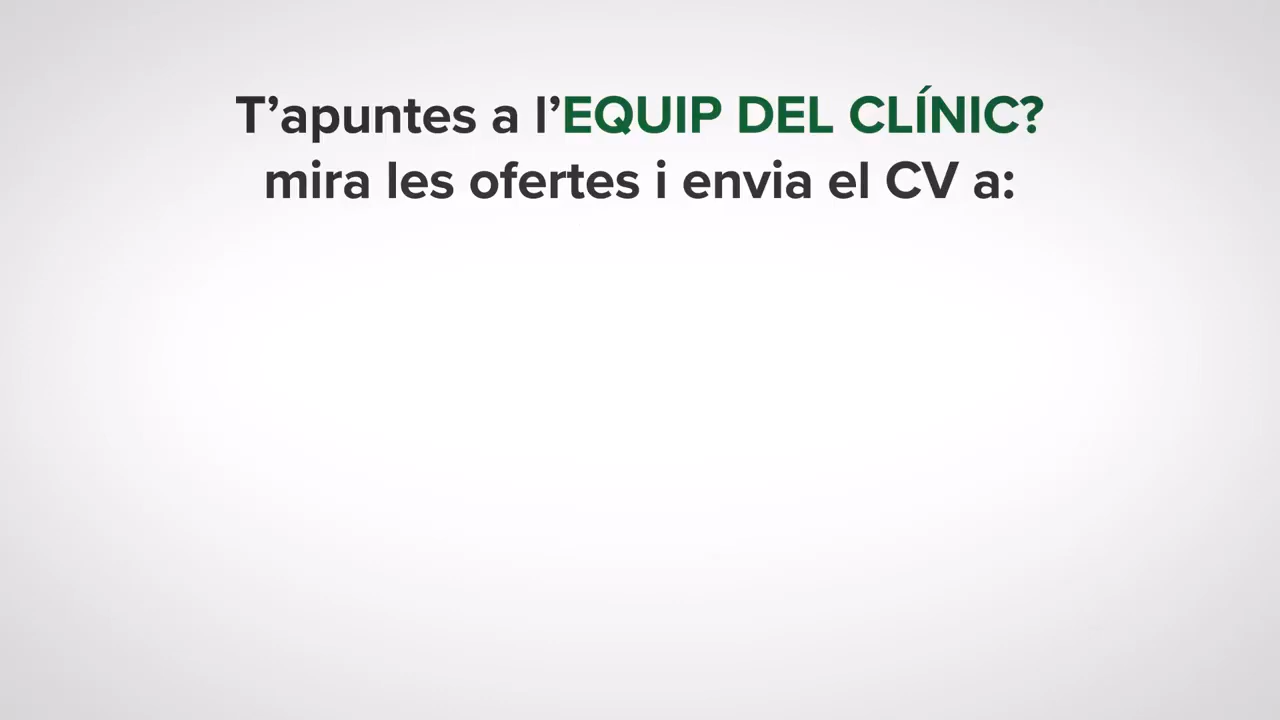 T’apuntes a l’EQUIP DEL CLÍNIC?
mira les ofertes i envia el CV a: